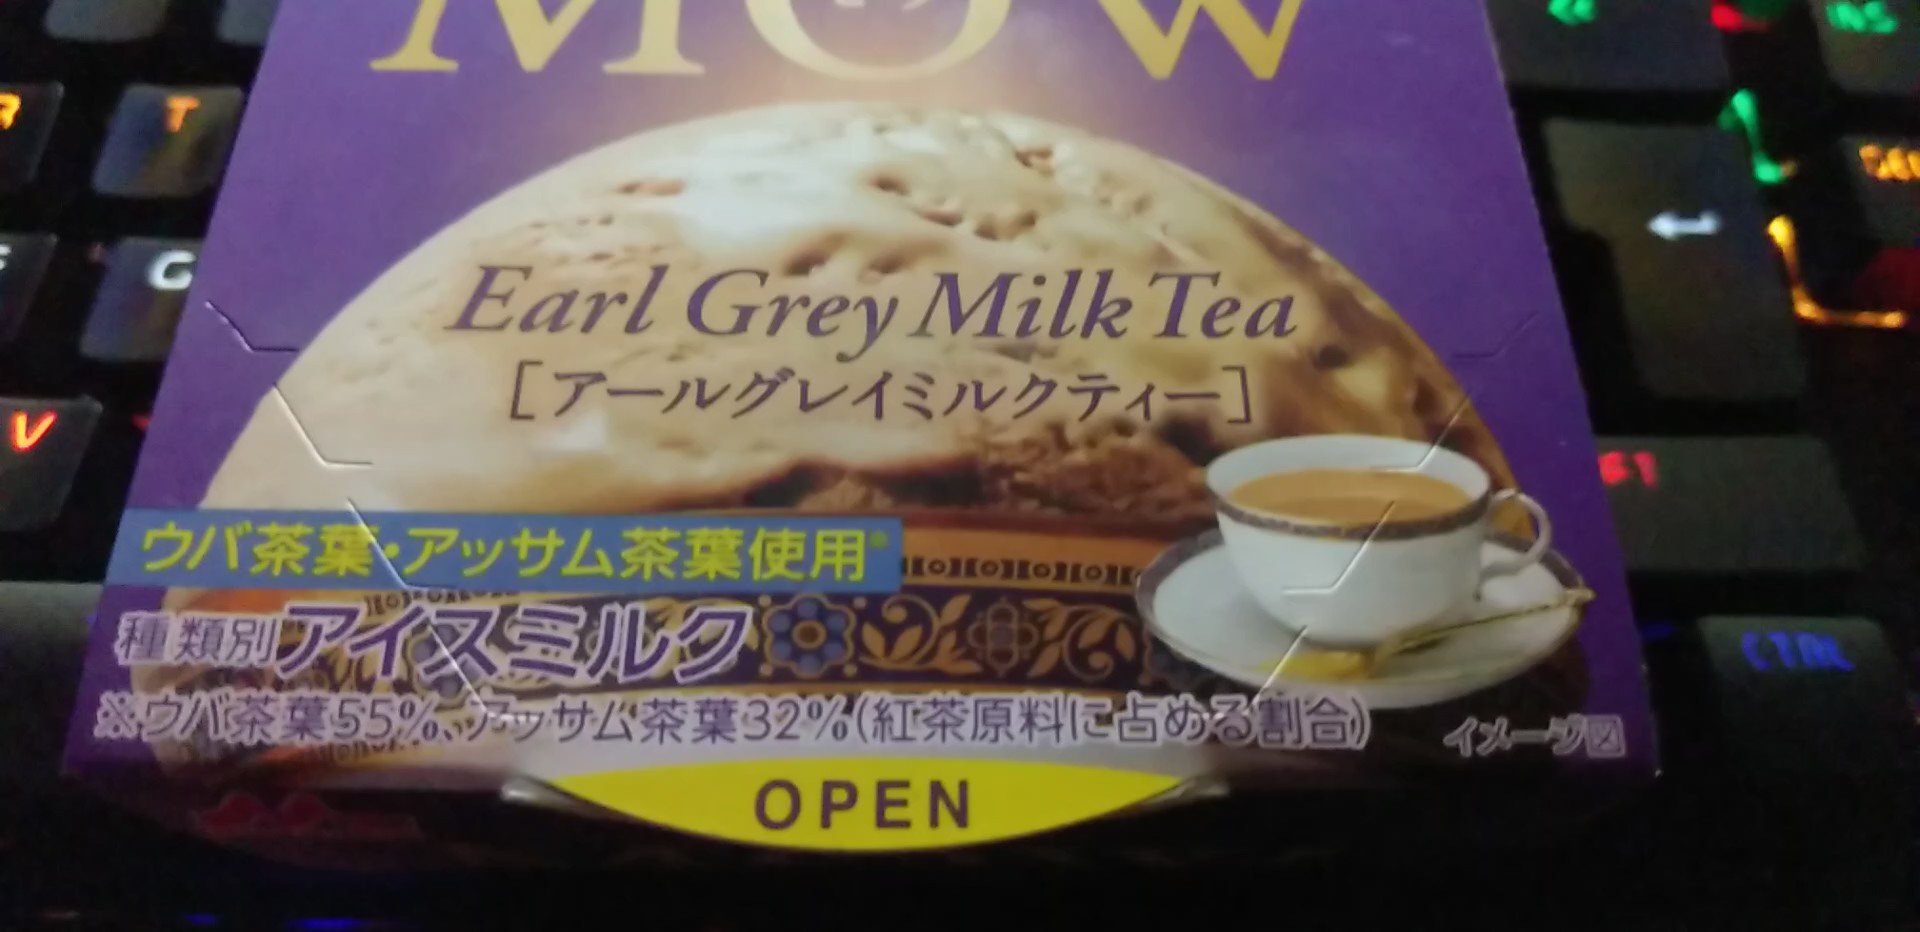 MOW
Earl Grey Milk Tea
[アールグレイミルクティー]
ウバ茶葉・アッサム茶葉使用※
種類別アイスミルク
※ウバ茶葉55%、アッサム茶葉32%(紅茶原料に占める割合)
イメージ図
OPEN
T
G
V
INS
CTRL